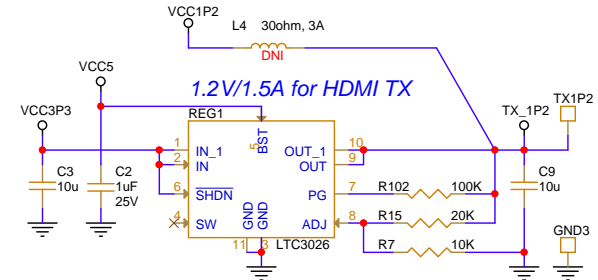 VCC1P2
L4 30ohm, 3A
DNI
VCC5
1.2V/1.5A for HDMI TX
VCC3P3
REG1
TX_1P2
TX1P2
1 IN_1
2 IN
5 BST
OUT_1 10
OUT 9
C3
10u
C2
1uF
25V
6 SHDN
PG 7
R102 100K
C9
10u
4 SW
GND
GND
ADJ 8
R15 20K
11
3
LTC3026
R7 10K
GND3